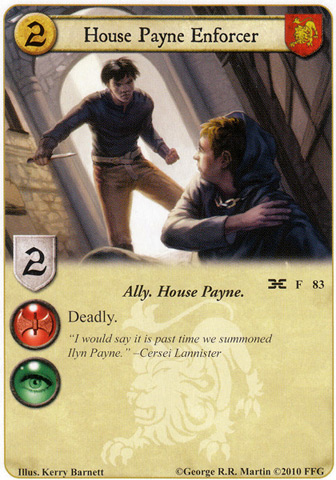 2 House Payne Enforcer
2
Ally. House Payne.
F 83
Deadly.
"I would say it is past time we summoned
Ilyn Payne." –Cersei Lannister
Illus. Kerry Barnett ©George R.R. Martin ©2010 FFG